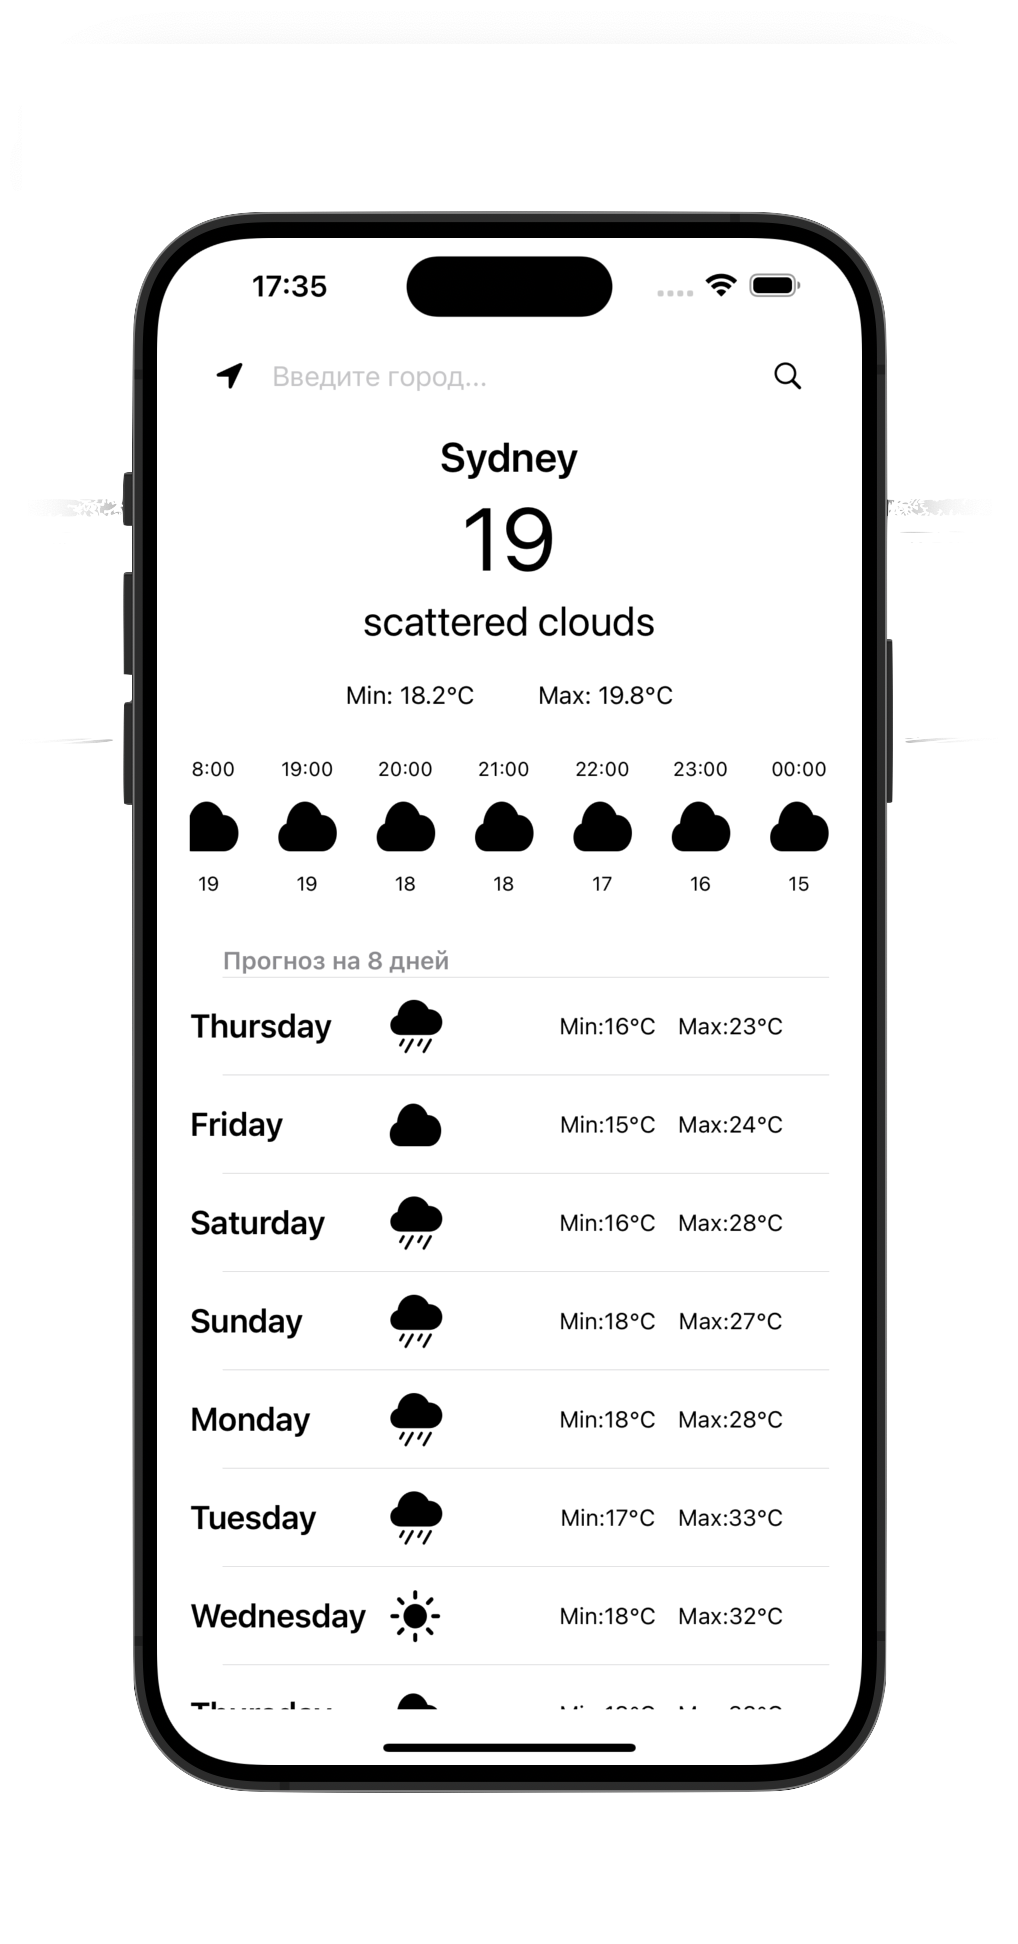 17:35
Введите город...
Sydney
19
scattered clouds
Min: 18.2°C Max: 19.8°C
8:00 19:00 20:00 21:00 22:00 23:00 00:00
19 19 18 18 17 16 15
Прогноз на 8 дней
Thursday Min:16°C Max:23°C
Friday Min:15°C Max:24°C
Saturday Min:16°C Max:28°C
Sunday Min:18°C Max:27°C
Monday Min:18°C Max:28°C
Tuesday Min:17°C Max:33°C
Wednesday Min:18°C Max:32°C
Thursday